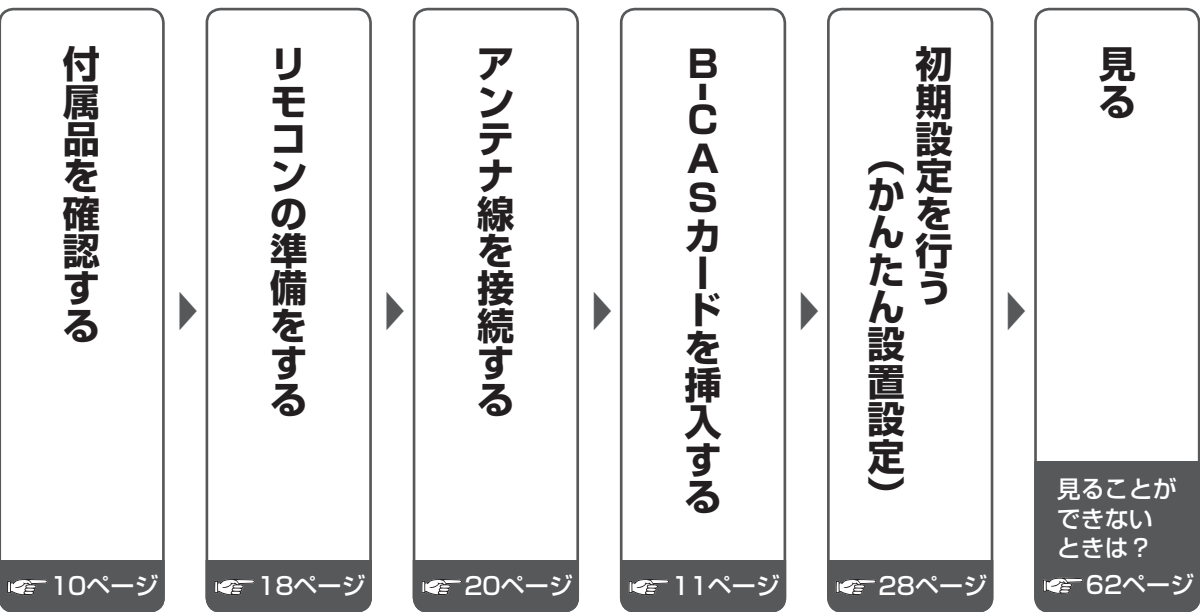 付属品を確認する
☞10ページ
リモコンの準備をする
☞18ページ
アンテナ線を接続する
☞20ページ
B-CASカードを挿入する
☞11ページ
初期設定を行う
(かんたん設置設定)
☞28ページ
見る
見ることが
できない
ときは?
☞62ページ